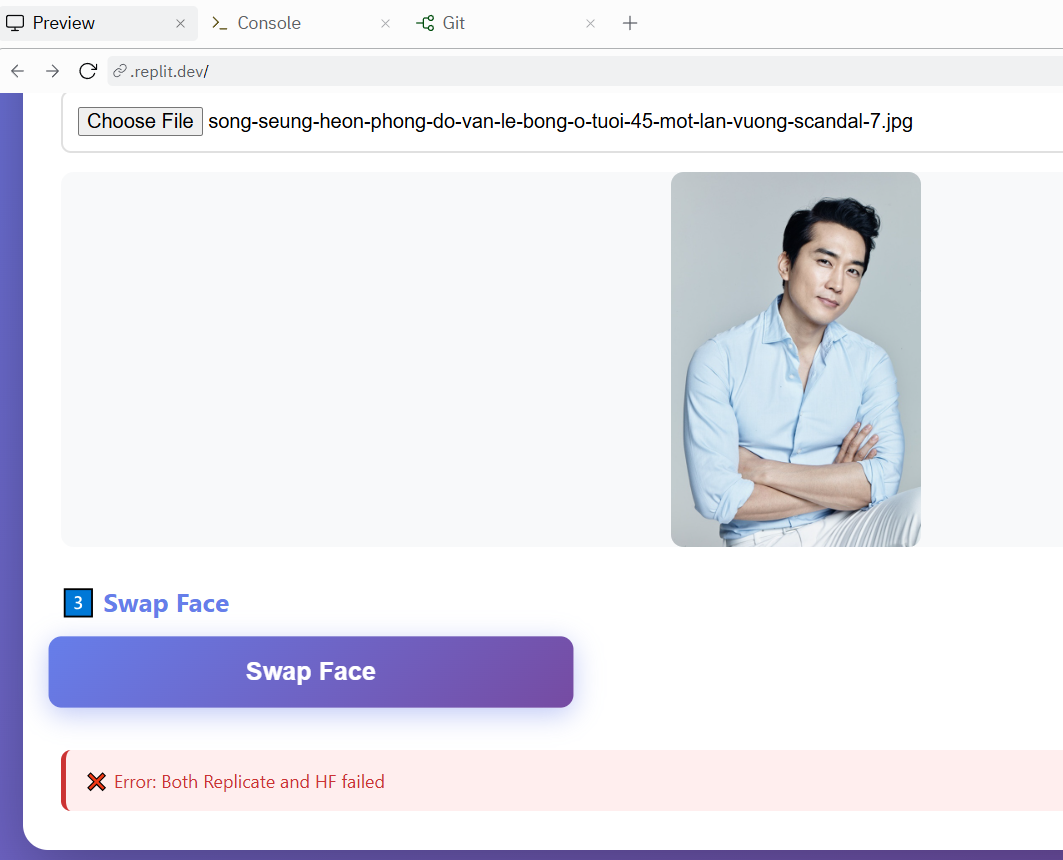 Preview
Console
Git
.replit.dev/
Choose File song-seung-heon-phong-do-van-le-bong-o-tuoi-45-mot-lan-vuong-scandal-7.jpg
3 Swap Face
Swap Face
❌ Error: Both Replicate and HF failed